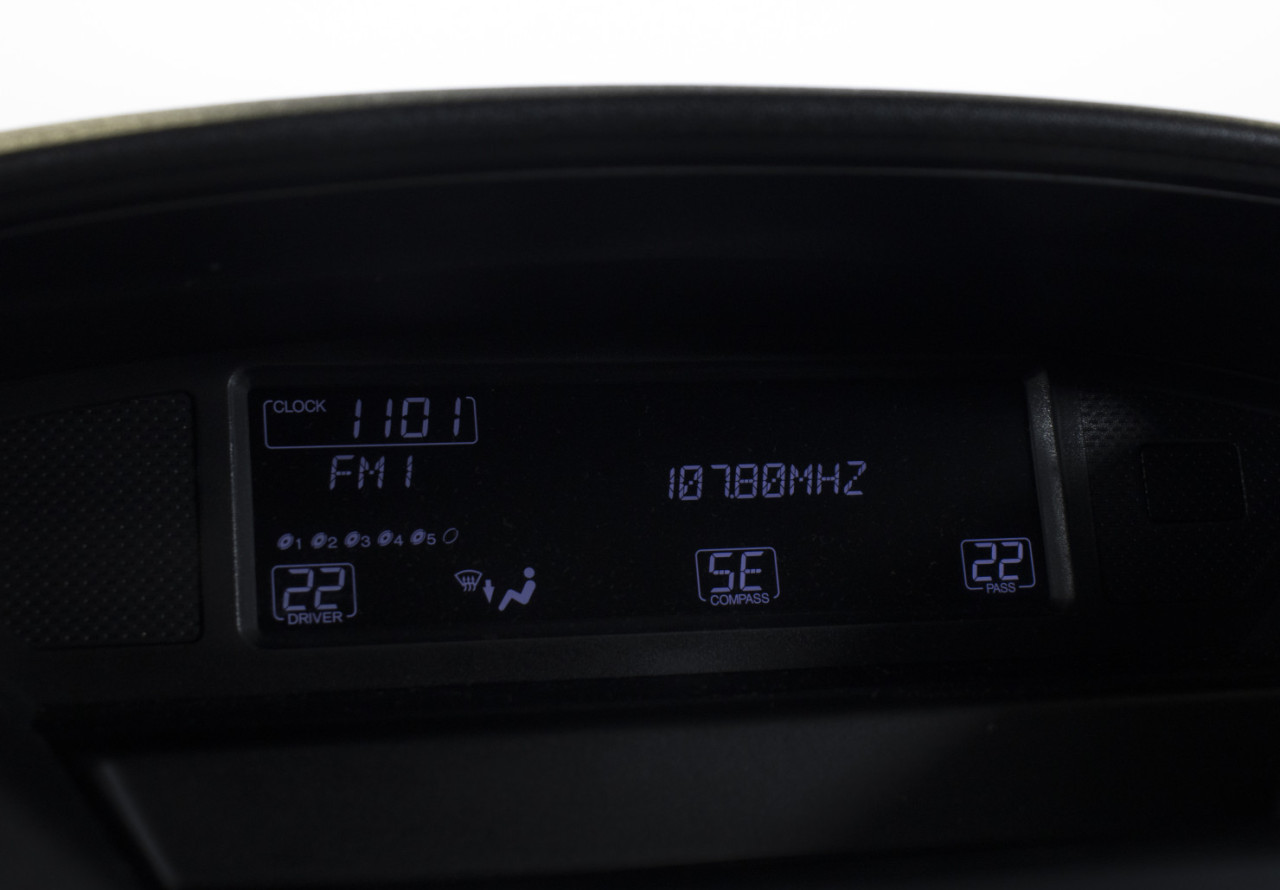 CLOCK 1101
FM1
107.80MHZ
1 2 3 4 5
22
DRIVER
SE
COMPASS
22
PASS